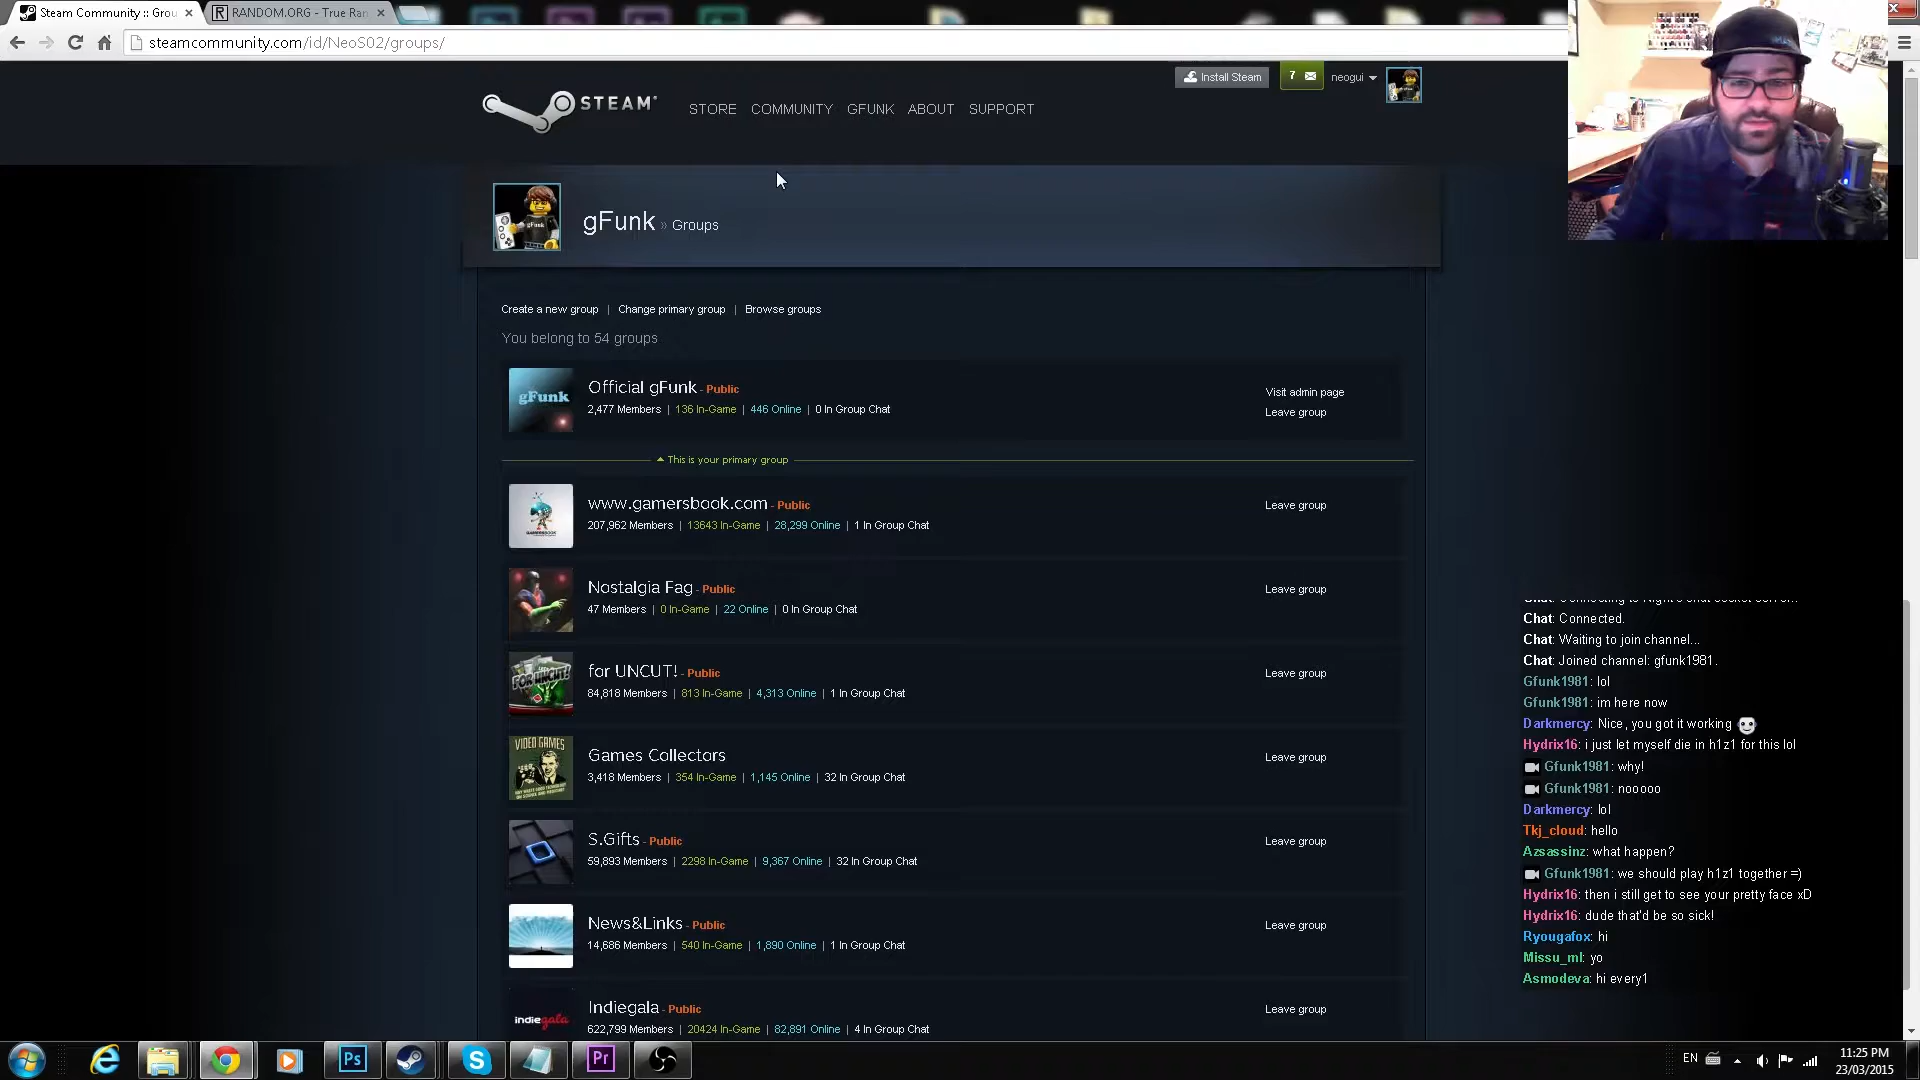 Steam Community :: Grou
RANDOM.ORG - True Ran
steamcommunity.com/id/NeoS02/groups/
Install Steam
7
neogui
STEAM
STORE COMMUNITY GFUNK ABOUT SUPPORT
gFunk » Groups
Create a new group | Change primary group | Browse groups
You belong to 54 groups
gFunk
Official gFunk - Public
2,477 Members | 136 In-Game | 446 Online | 0 In Group Chat
Visit admin page
Leave group
This is your primary group
www.gamersbook.com - Public
207,962 Members | 13643 In-Game | 28,299 Online | 1 In Group Chat
Leave group
Nostalgia Fag - Public
47 Members | 0 In-Game | 22 Online | 0 In Group Chat
Leave group
FOR UNCUT!
for UNCUT! - Public
84,818 Members | 813 In-Game | 4,313 Online | 1 In Group Chat
Leave group
VIDEO GAMES
Games Collectors
3,418 Members | 354 In-Game | 1,145 Online | 32 In Group Chat
Leave group
S.Gifts - Public
59,893 Members | 2298 In-Game | 9,367 Online | 32 In Group Chat
Leave group
News&Links - Public
14,686 Members | 540 In-Game | 1,890 Online | 1 In Group Chat
Leave group
indiegala
Indiegala - Public
622,799 Members | 20424 In-Game | 82,891 Online | 4 In Group Chat
Leave group
Chat: Connected.
Chat: Waiting to join channel...
Chat: Joined channel: gfunk1981.
Gfunk1981: lol
Gfunk1981: im here now
Darkmercy: Nice, you got it working
Hydrix16: i just let myself die in h1z1 for this lol
Gfunk1981: why!
Gfunk1981: nooooo
Darkmercy: lol
Tkj_cloud: hello
Azsassinz: what happen?
Gfunk1981: we should play h1z1 together =)
Hydrix16: then i still get to see your pretty face xD
Hydrix16: dude that'd be so sick!
Ryougafox: hi
Missu_ml: yo
Asmodeva: hi every1
Ps
Pr
EN
11:25 PM
23/03/2015